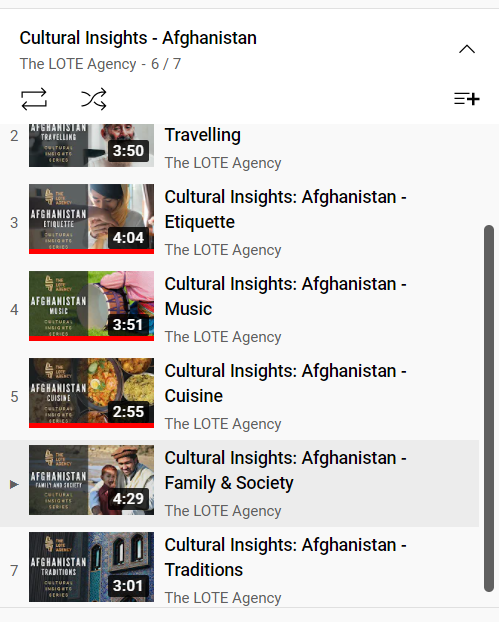 Cultural Insights - Afghanistan
The LOTE Agency - 6 / 7
2
AFGHANISTAN
TRAVELLING
CULTURAL
INSIGHTS
SERIES
3:50
Travelling
The LOTE Agency
3
THE
LOTE
AGENCY
AFGHANISTAN
ETIQUETTE
CULTURAL
INSIGHTS
SERIES
4:04
Cultural Insights: Afghanistan -
Etiquette
The LOTE Agency
4
THE
LOTE
AGENCY
AFGHANISTAN
MUSIC
CULTURAL
INSIGHTS
SERIES
3:51
Cultural Insights: Afghanistan -
Music
The LOTE Agency
5
THE
LOTE
AGENCY
AFGHANISTAN
CUISINE
CULTURAL
INSIGHTS
SERIES
2:55
Cultural Insights: Afghanistan -
Cuisine
The LOTE Agency
THE
LOTE
AGENCY
AFGHANISTAN
FAMILY AND SOCIETY
CULTURAL
INSIGHTS
SERIES
4:29
Cultural Insights: Afghanistan -
Family & Society
The LOTE Agency
7
THE
LOTE
AGENCY
AFGHANISTAN
TRADITIONS
CULTURAL
INSIGHTS
SERIES
3:01
Cultural Insights: Afghanistan -
Traditions
The LOTE Agency